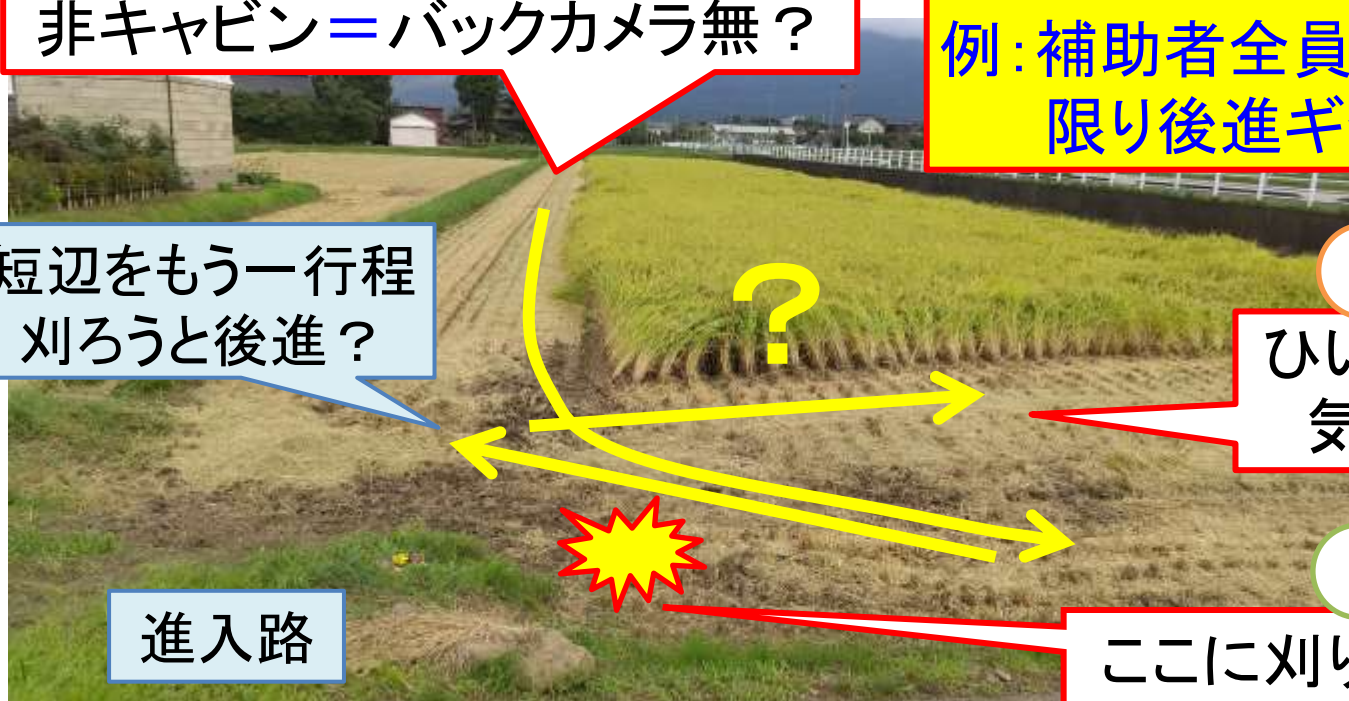 非キャビン＝バックカメラ無？
例：補助者全員
限り後進ギ
短辺をもう一行程
刈ろうと後進？
？
ひい
気
進入路
ここに刈り